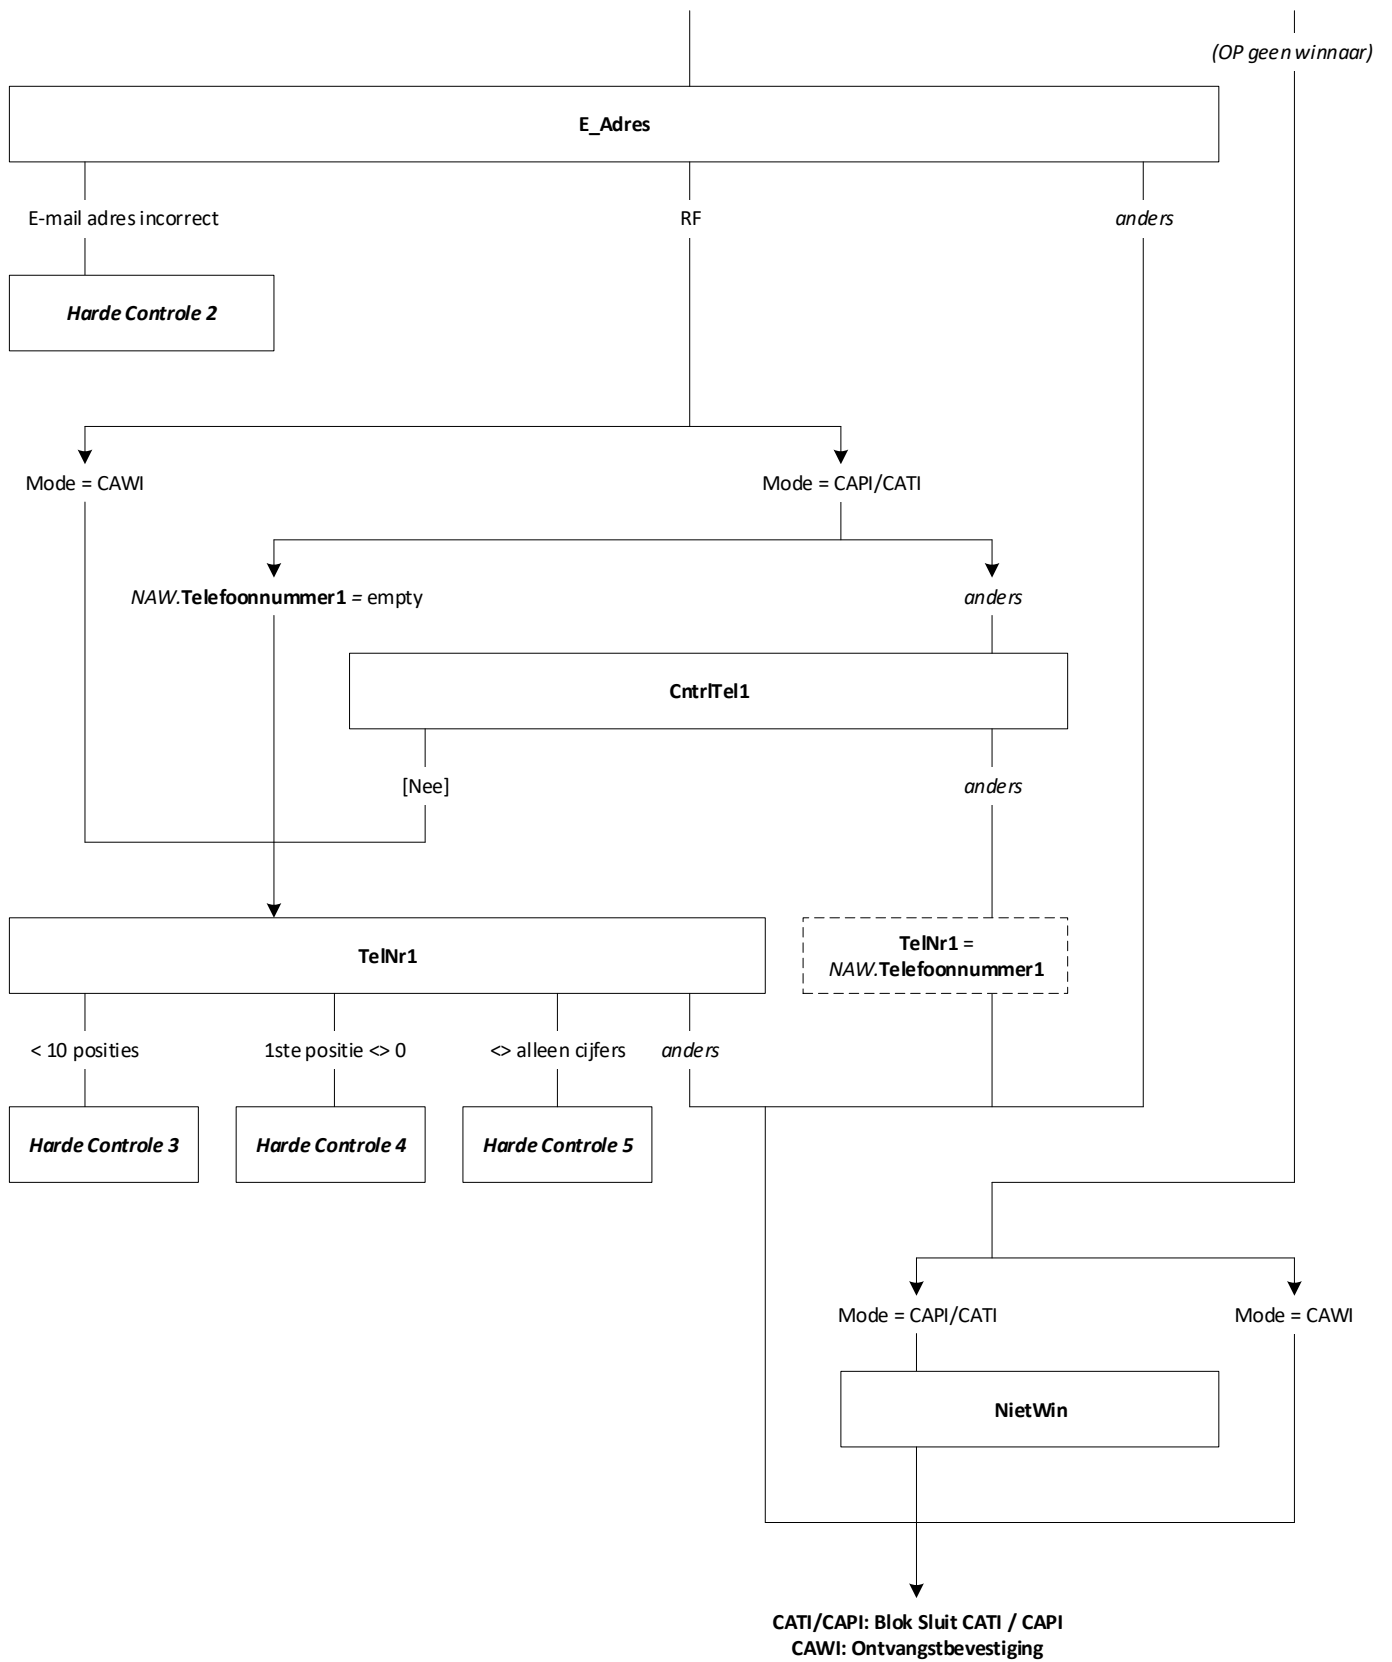 (OP geen winnaar)
E_Adres
E-mail adres incorrect
RF
anders
Harde Controle 2
Mode = CAWI
Mode = CAPI/CATI
NAW.Telefoonnummer1 = empty
anders
CntrlTel1
[Nee]
anders
TelNr1
TelNr1 =
NAW.Telefoonnummer1
< 10 posities
1ste positie <> 0
<> alleen cijfers
anders
Harde Controle 3
Harde Controle 4
Harde Controle 5
Mode = CAPI/CATI
Mode = CAWI
NietWin
CATI/CAPI: Blok Sluit CATI / CAPI
CAWI: Ontvangstbevestiging